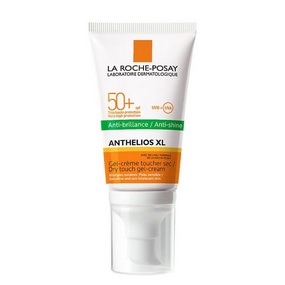 LA ROCHE-POSAY
LABORATOIRE DERMATOLOGIQUE
50+
UVB + UVA
Anti-brillance / Anti-shine
ANTHELIOS XL
Gel-crème toucher sec /
Dry touch gel-cream